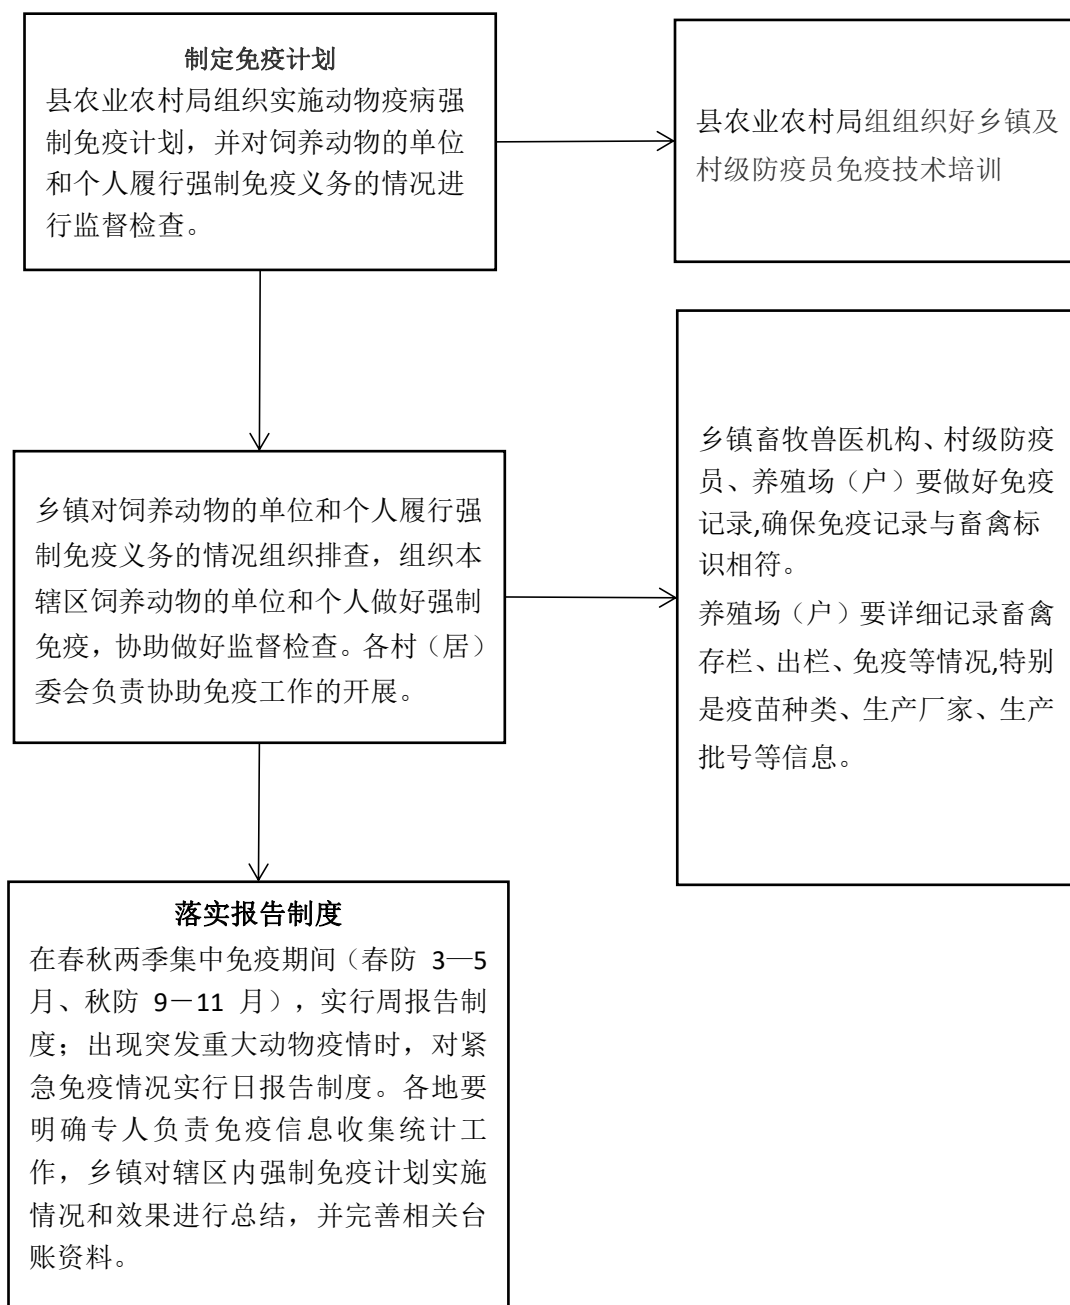 制定免疫计划
县农业农村局组织实施动物疫病强
制免疫计划，并对饲养动物的单位
和个人履行强制免疫义务的情况进
行监督检查。
县农业农村局组组织好乡镇及
村级防疫员免疫技术培训
乡镇对饲养动物的单位和个人履行强
制免疫义务的情况组织排查，组织本
辖区饲养动物的单位和个人做好强制
免疫，协助做好监督检查。各村（居）
委会负责协助免疫工作的开展。
乡镇畜牧兽医机构、村级防疫
员、养殖场（户）要做好免疫
记录,确保免疫记录与畜禽标
识相符。
养殖场（户）要详细记录畜禽
存栏、出栏、免疫等情况,特别
是疫苗种类、生产厂家、生产
批号等信息。
落实报告制度
在春秋两季集中免疫期间（春防 3—5
月、秋防 9－11 月），实行周报告制
度；出现突发重大动物疫情时，对紧
急免疫情况实行日报告制度。各地要
明确专人负责免疫信息收集统计工
作，乡镇对辖区内强制免疫计划实施
情况和效果进行总结，并完善相关台
账资料。